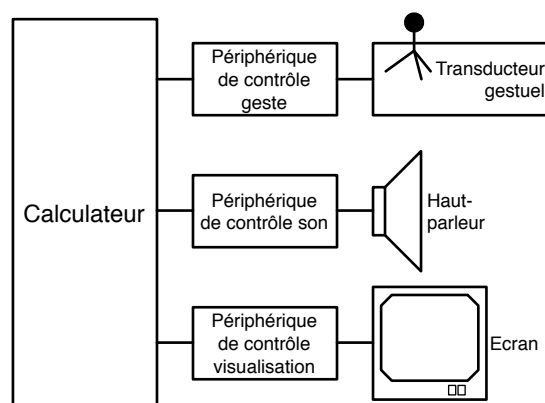 Calculateur
Périphérique
de contrôle
geste
Transducteur
gestuel
Périphérique
de contrôle son
Haut-
parleur
Périphérique
de contrôle
visualisation
Ecran